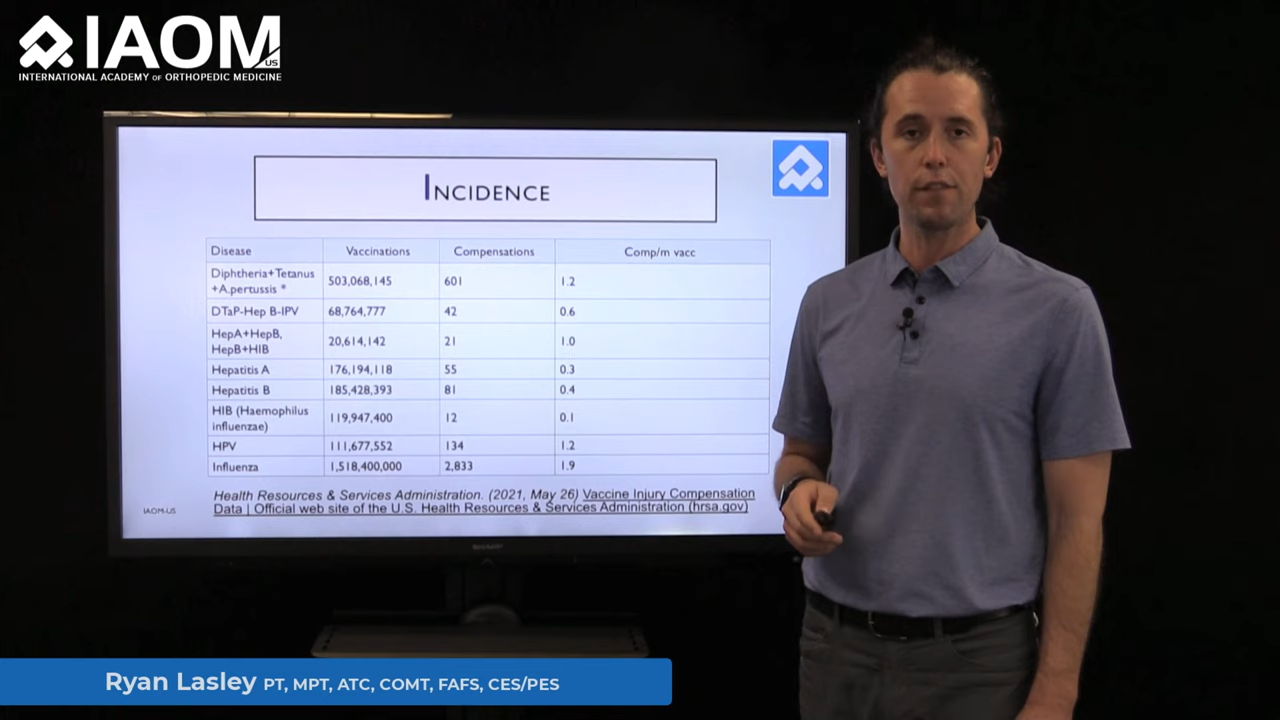 IAOM
US
INTERNATIONAL ACADEMY OF ORTHOPEDIC MEDICINE
INCIDENCE
Disease Vaccinations Compensations Comp/m vacc
Diphtheria+Tetanus
+A.pertussis * 503,068,145 601 1.2
DTaP-Hep B-IPV 68,764,777 42 0.6
HepA+HepB,
HepB+HIB 20,614,142 21 1.0
Hepatitis A 176,194,118 55 0.3
Hepatitis B 185,428,393 81 0.4
HIB (Haemophilus
influenzae) 119,947,400 12 0.1
HPV 111,677,552 134 1.2
Influenza 1,518,400,000 2,833 1.9
Health Resources & Services Administration. (2021, May 26) Vaccine Injury Compensation
Data | Official web site of the U.S. Health Resources & Services Administration (hrsa.gov)
IAOM-US
SHARP
Ryan Lasley PT, MPT, ATC, COMT, FAFS, CES/PES